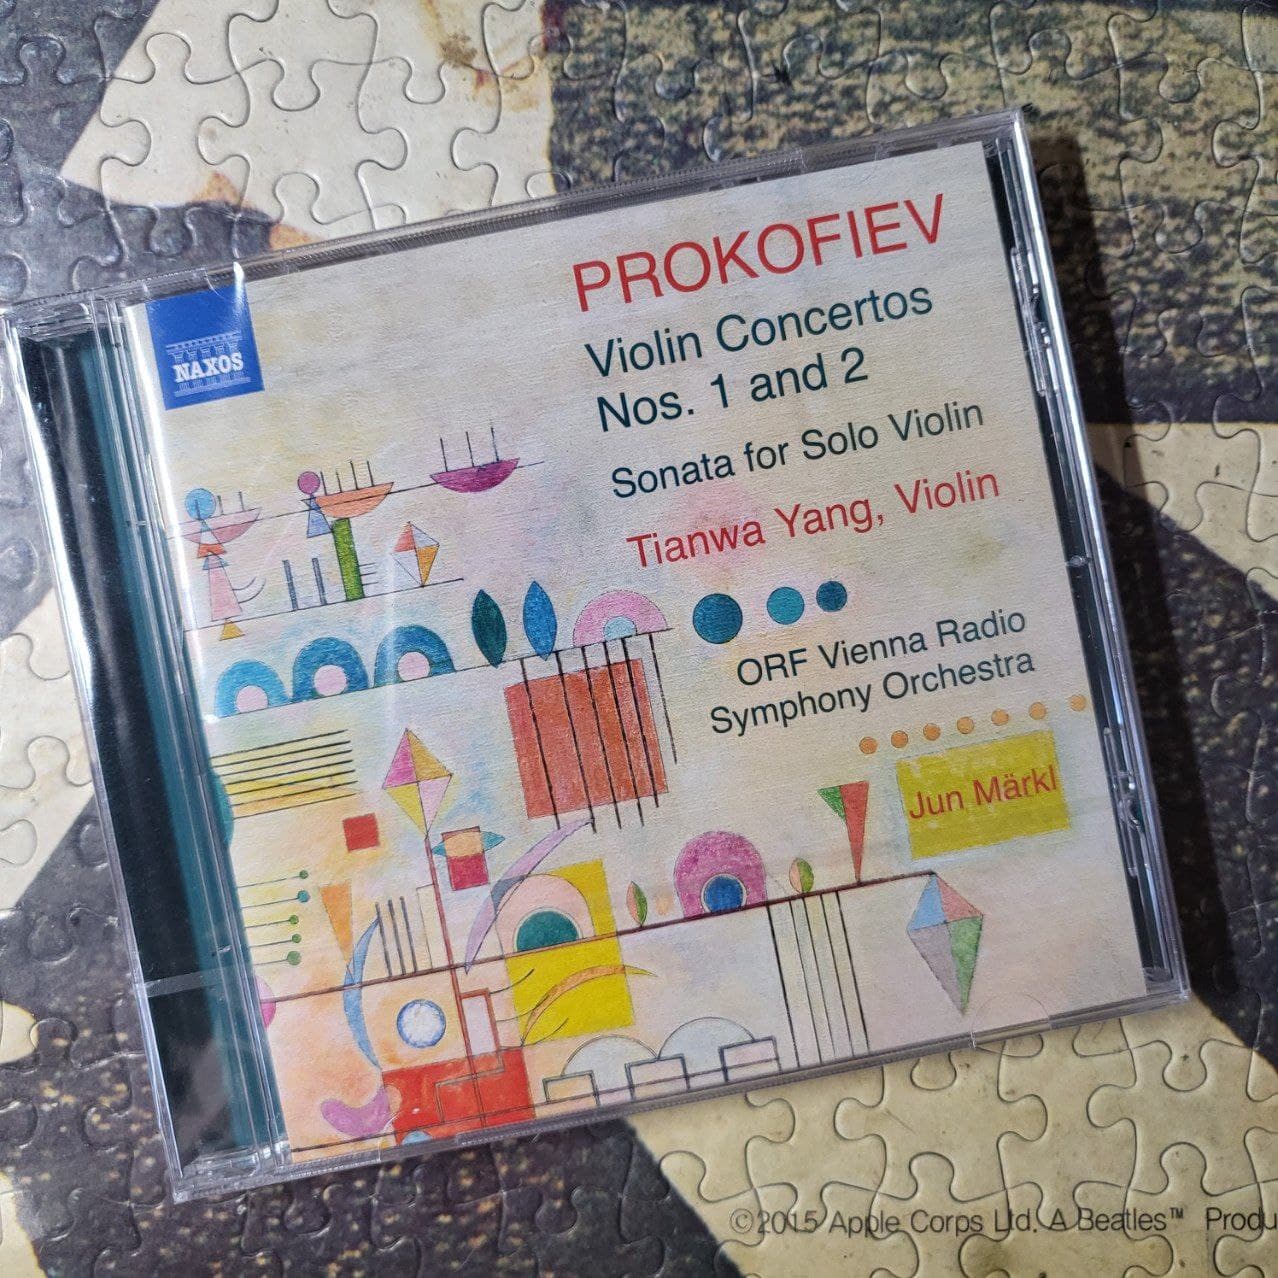 NAXOS
PROKOFIEV
Violin Concertos
Nos. 1 and 2
Sonata for Solo Violin
Tianwa Yang, Violin
ORF Vienna Radio
Symphony Orchestra
Jun Märkl
©2015 Apple Corps Ltd. A Beatles™ Produ